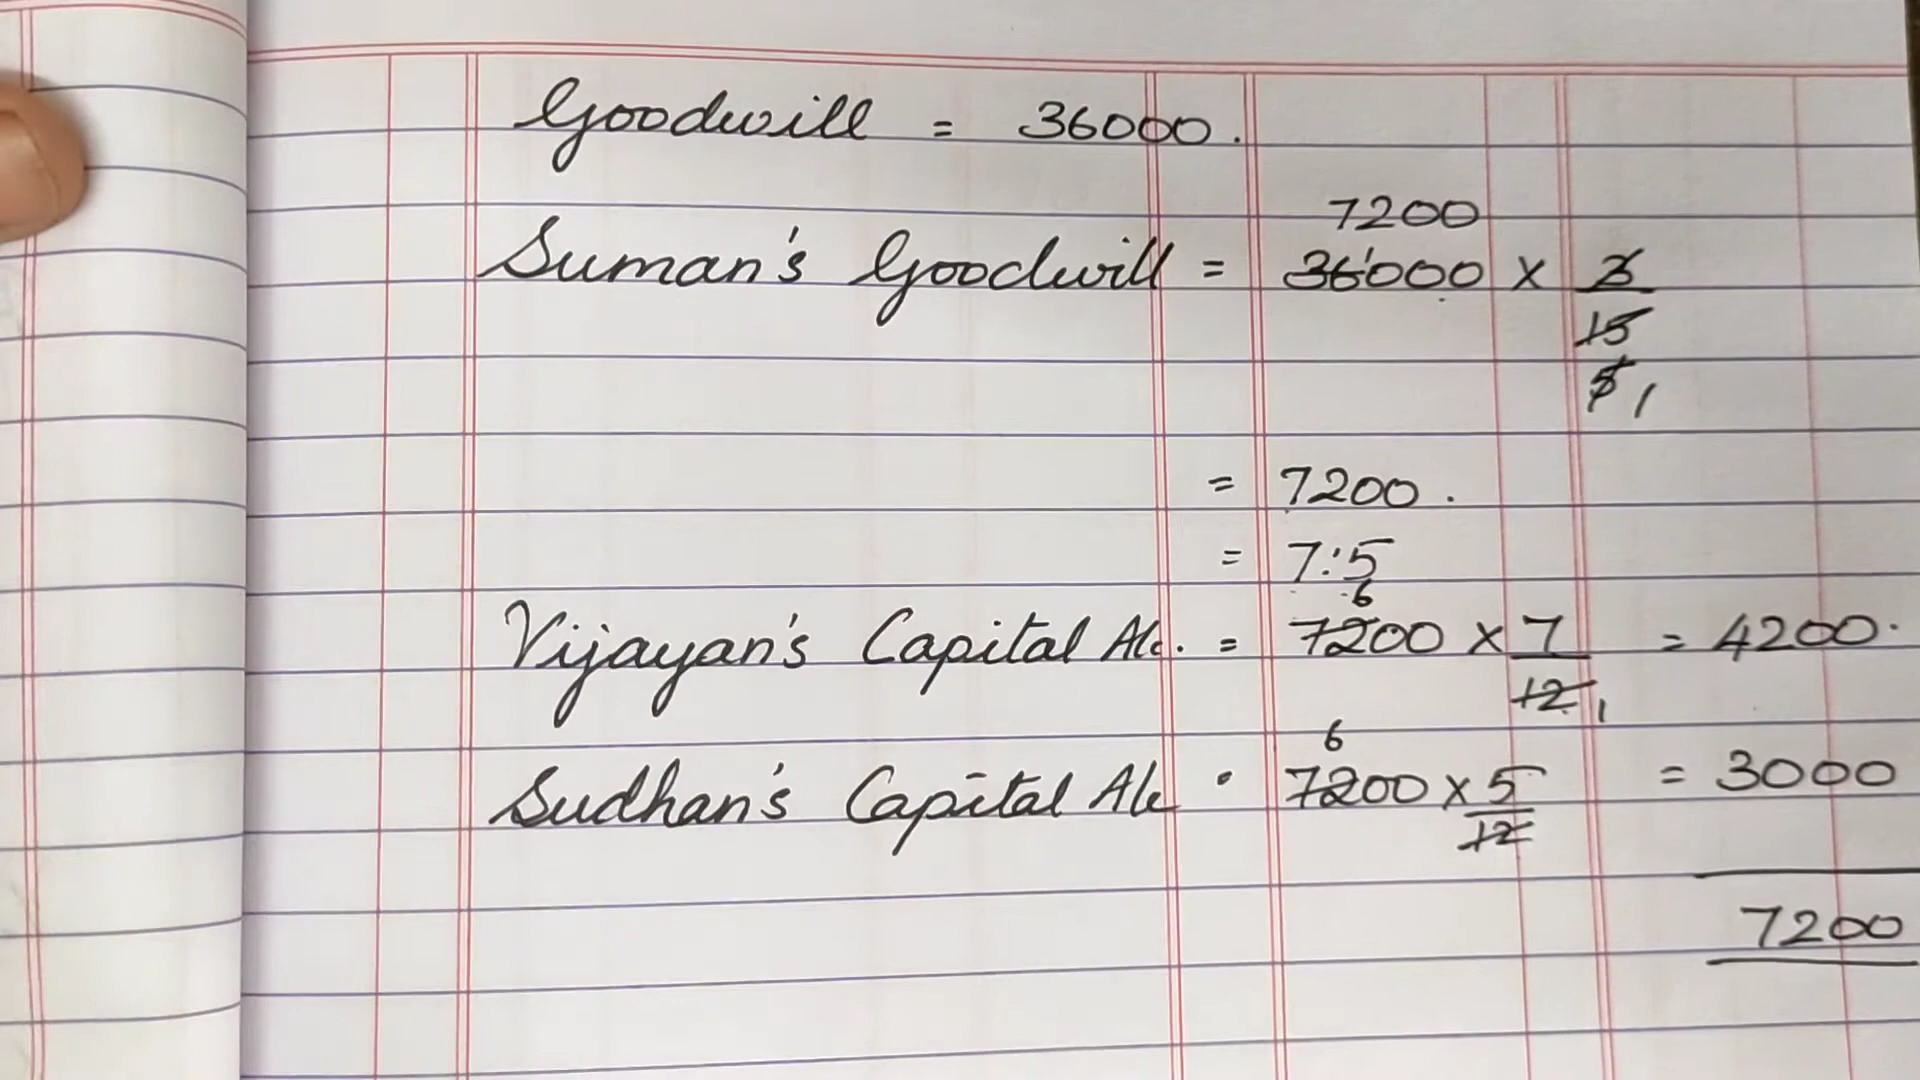 Goodwill = 36000.
7200
Suman's Goodwill = 36000 × 3
15
5 1
= 7200.
= 7:5
6
Vijayan's Capital A/c. = 7200 × 7 = 4200.
12 1
6
Sudhan's Capital A/c = 7200 × 5 = 3000
12
7200